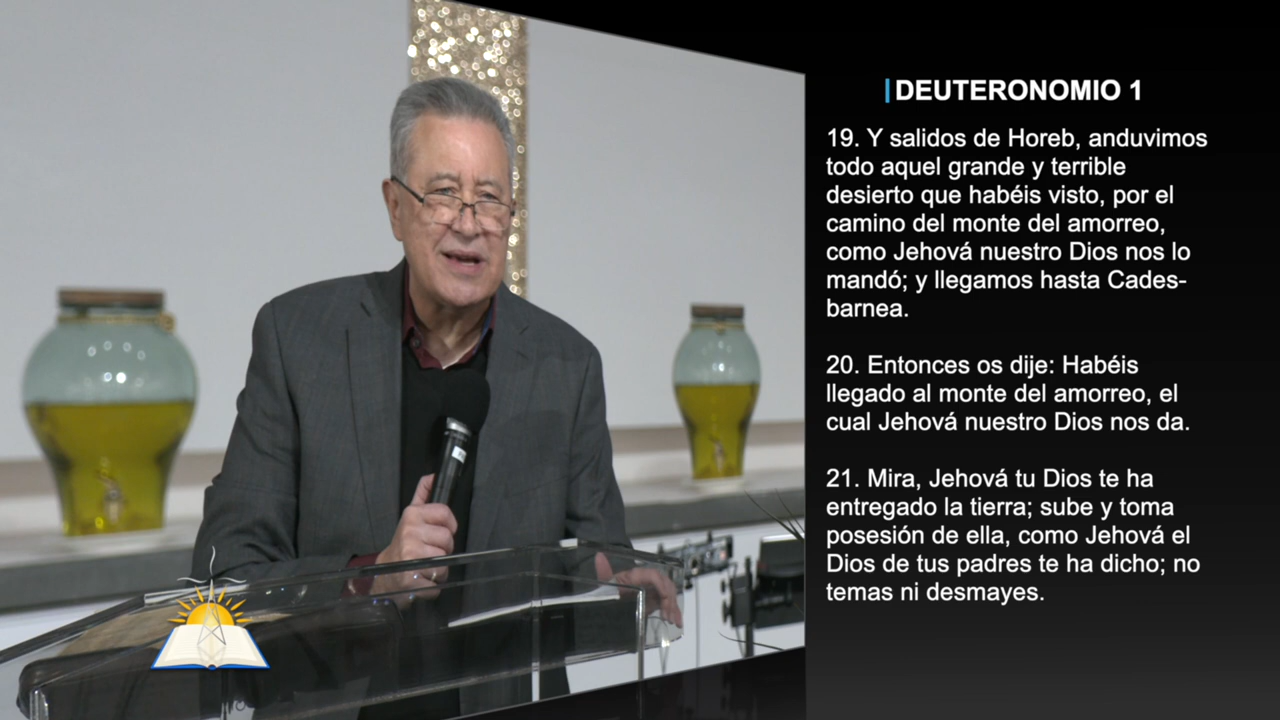 DEUTERONOMIO 1
19. Y salidos de Horeb, anduvimos
todo aquel grande y terrible
desierto que habéis visto, por el
camino del monte del amorreo,
como Jehová nuestro Dios nos lo
mandó; y llegamos hasta Cades-
barnea.
20. Entonces os dije: Habéis
llegado al monte del amorreo, el
cual Jehová nuestro Dios nos da.
21. Mira, Jehová tu Dios te ha
entregado la tierra; sube y toma
posesión de ella, como Jehová el
Dios de tus padres te ha dicho; no
temas ni desmayes.